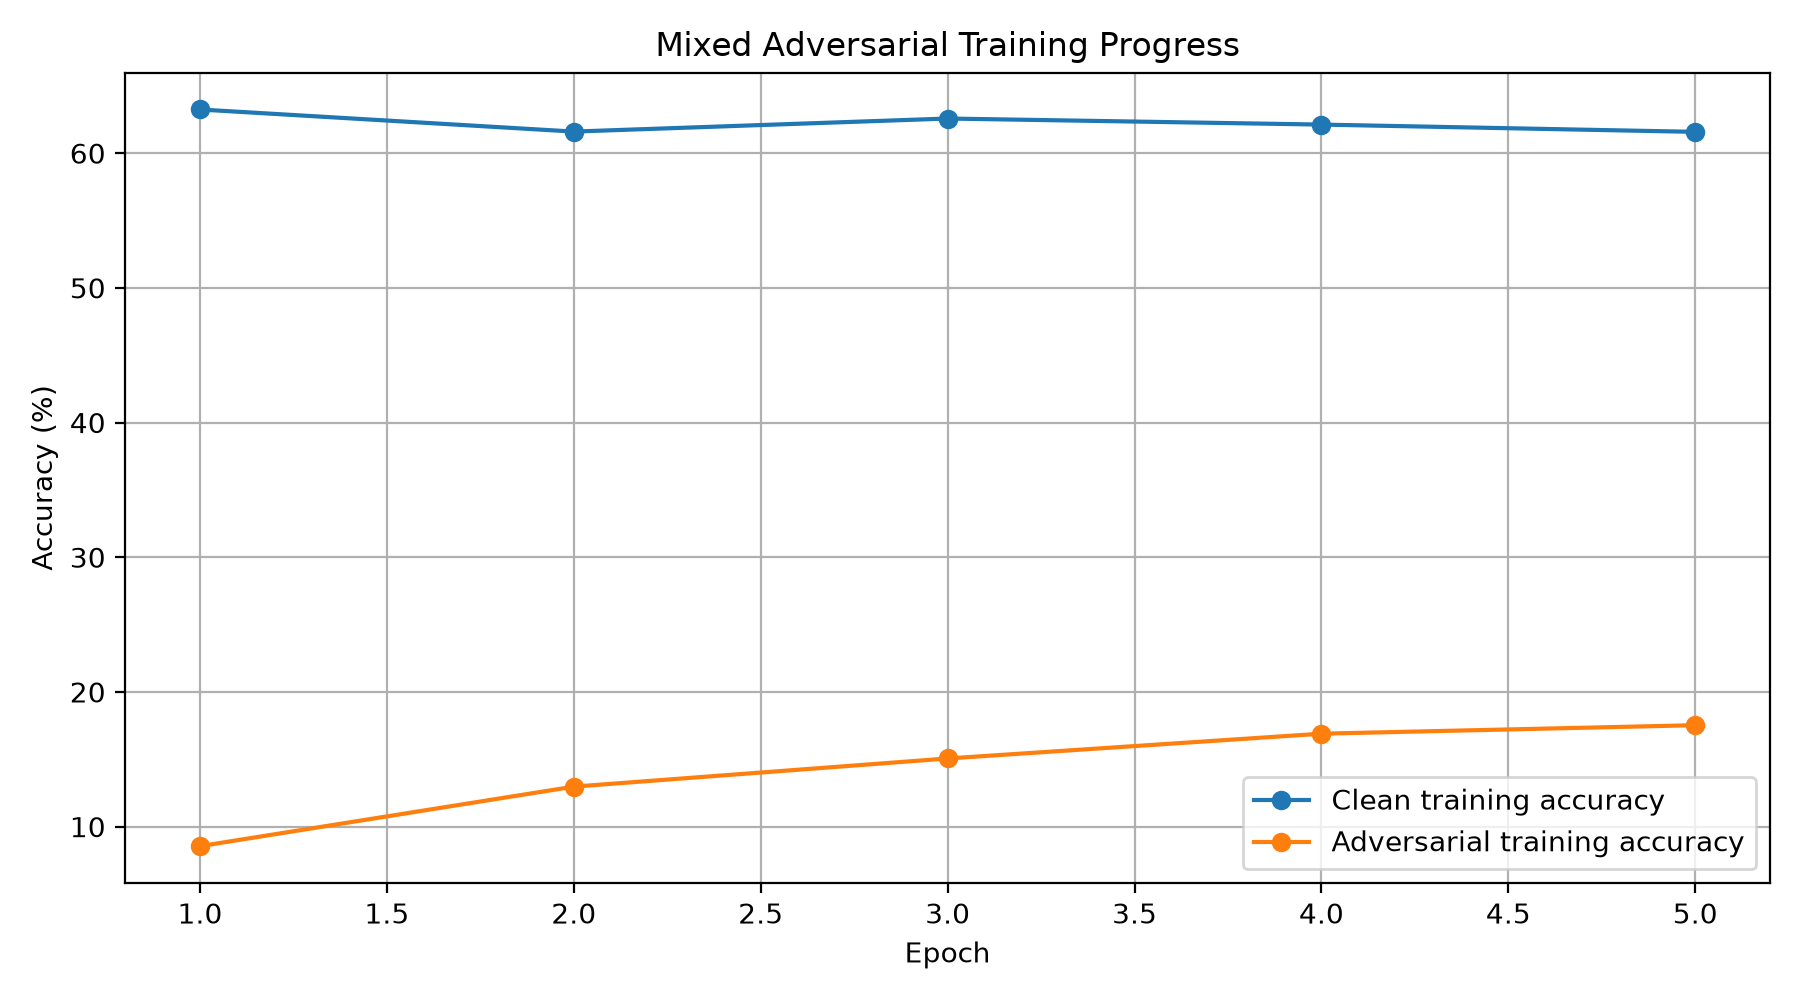 Mixed Adversarial Training Progress
Accuracy (%)
60
50
40
30
20
10
Clean training accuracy
Adversarial training accuracy
1.0 1.5 2.0 2.5 3.0 3.5 4.0 4.5 5.0
Epoch